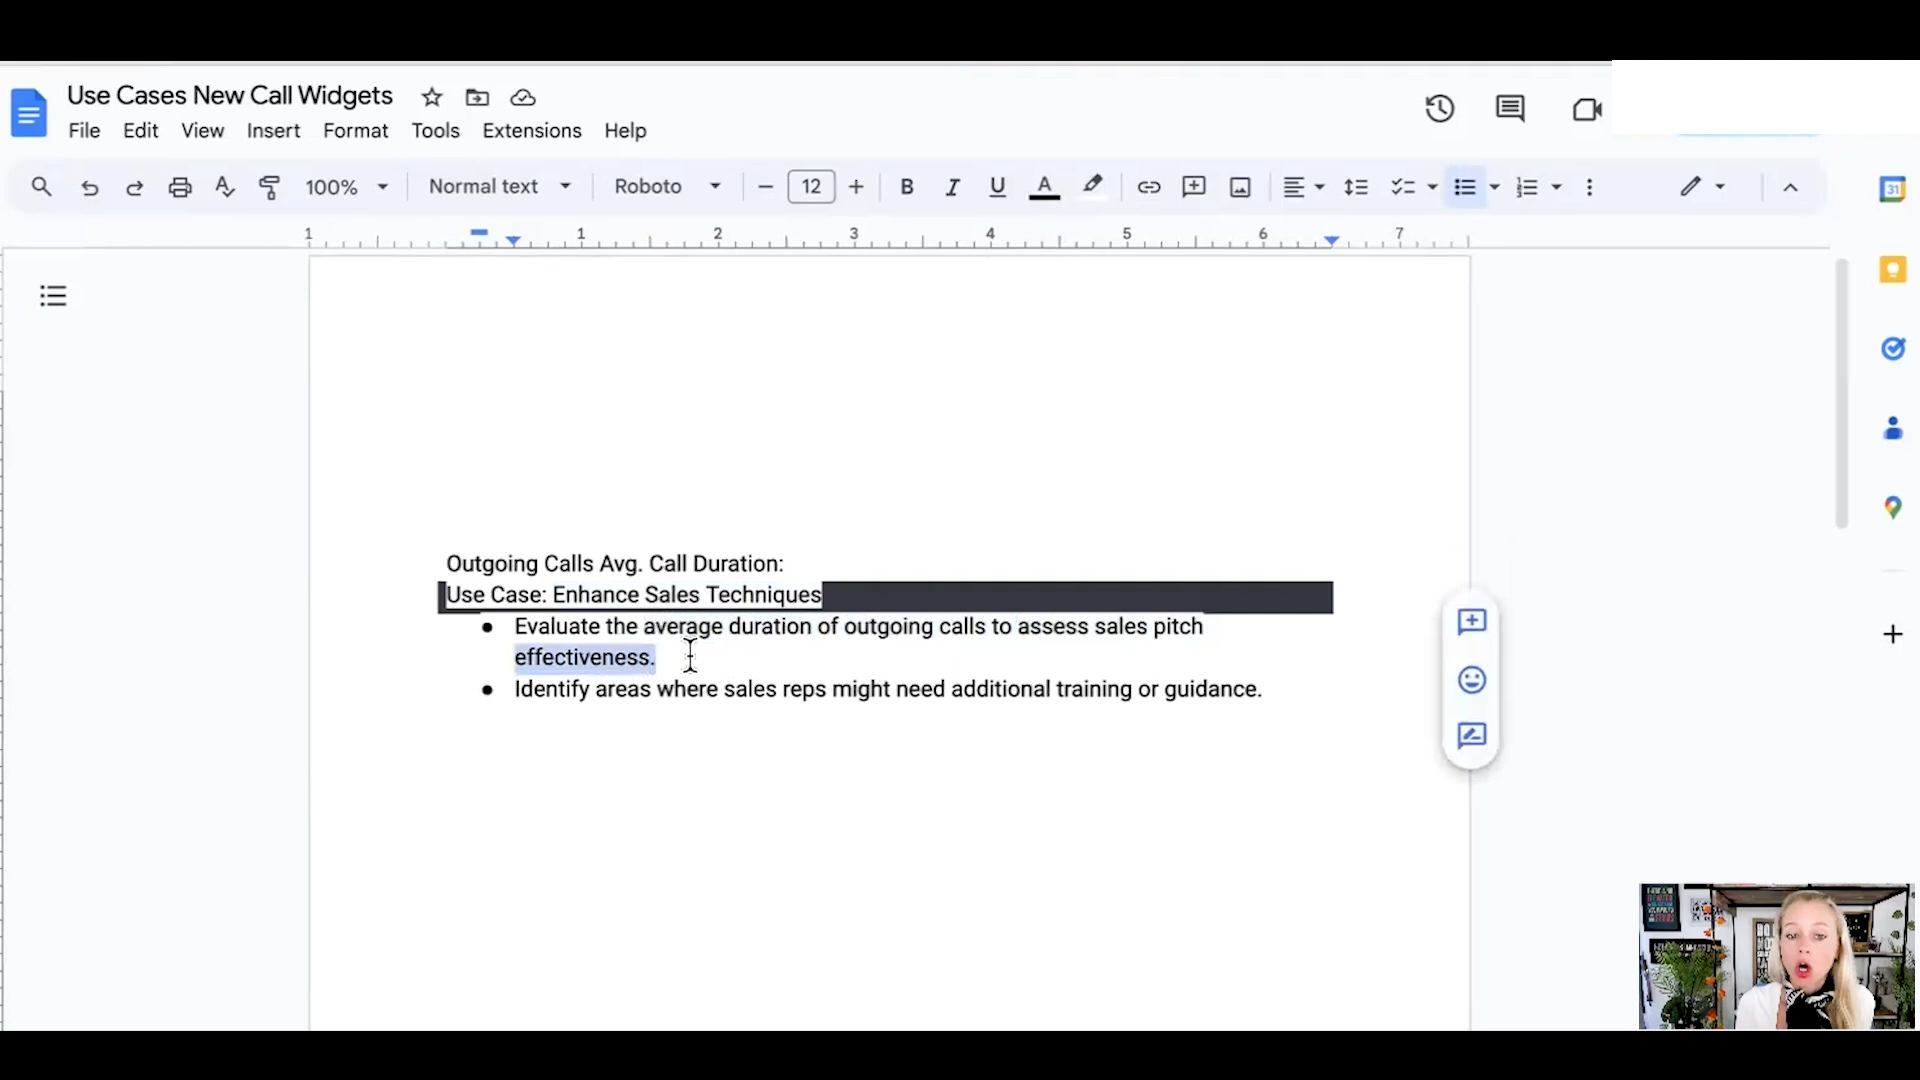 Use Cases New Call Widgets
File Edit View Insert Format Tools Extensions Help
100% Normal text Roboto 12 B I U A
31
1 1 2 3 4 5 6 7
Outgoing Calls Avg. Call Duration:
Use Case: Enhance Sales Techniques
● Evaluate the average duration of outgoing calls to assess sales pitch
effectiveness.
● Identify areas where sales reps might need additional training or guidance.